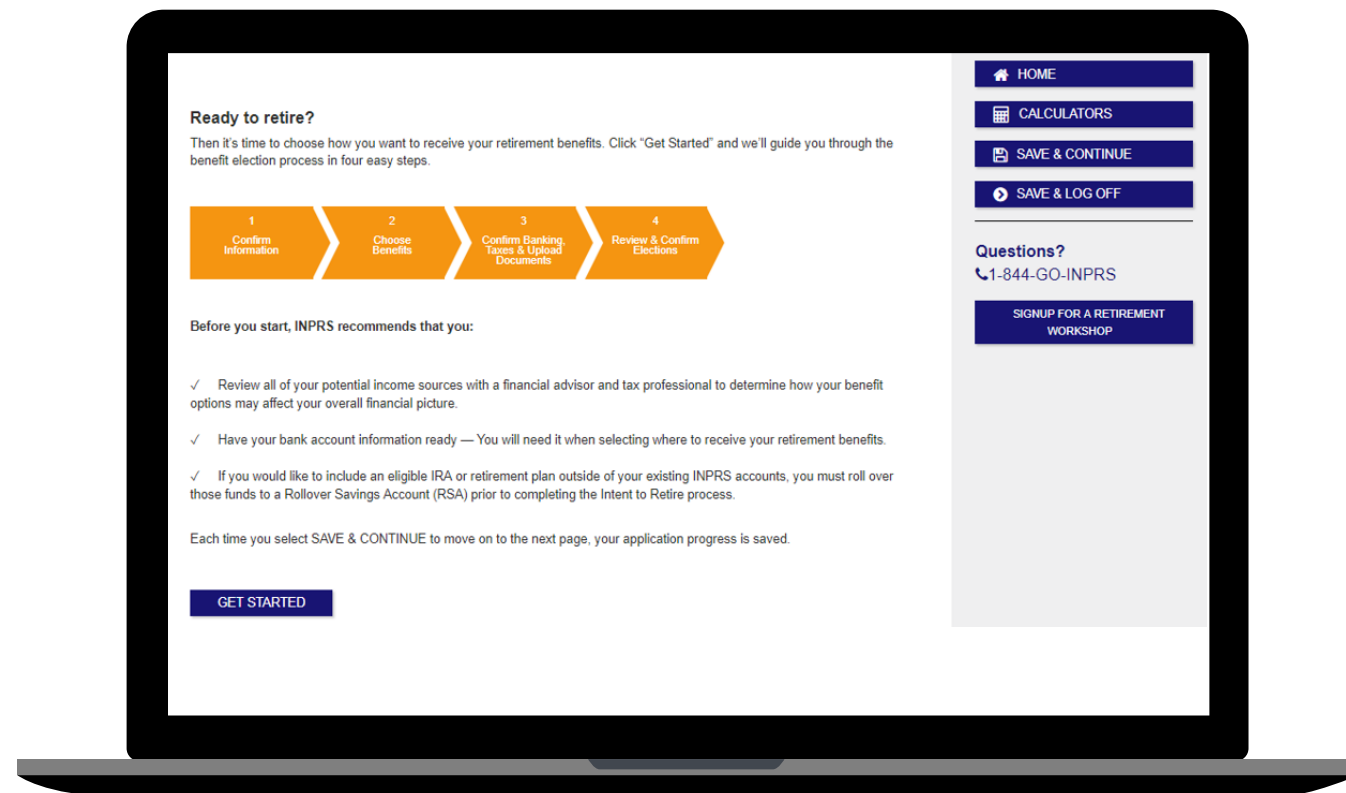 Ready to retire?
Then it's time to choose how you want to receive your retirement benefits. Click “Get Started” and we'll guide you through the
benefit election process in four easy steps.
1
Confirm
Information
2
Choose
Benefits
3
Confirm Banking,
Taxes & Upload
Documents
4
Review & Confirm
Elections
Before you start, INPRS recommends that you:
✓ Review all of your potential income sources with a financial advisor and tax professional to determine how your benefit
options may affect your overall financial picture.
✓ Have your bank account information ready — You will need it when selecting where to receive your retirement benefits.
✓ If you would like to include an eligible IRA or retirement plan outside of your existing INPRS accounts, you must roll over
those funds to a Rollover Savings Account (RSA) prior to completing the Intent to Retire process.
Each time you select SAVE & CONTINUE to move on to the next page, your application progress is saved.
GET STARTED
HOME
CALCULATORS
SAVE & CONTINUE
SAVE & LOG OFF
Questions?
1-844-GO-INPRS
SIGNUP FOR A RETIREMENT
WORKSHOP